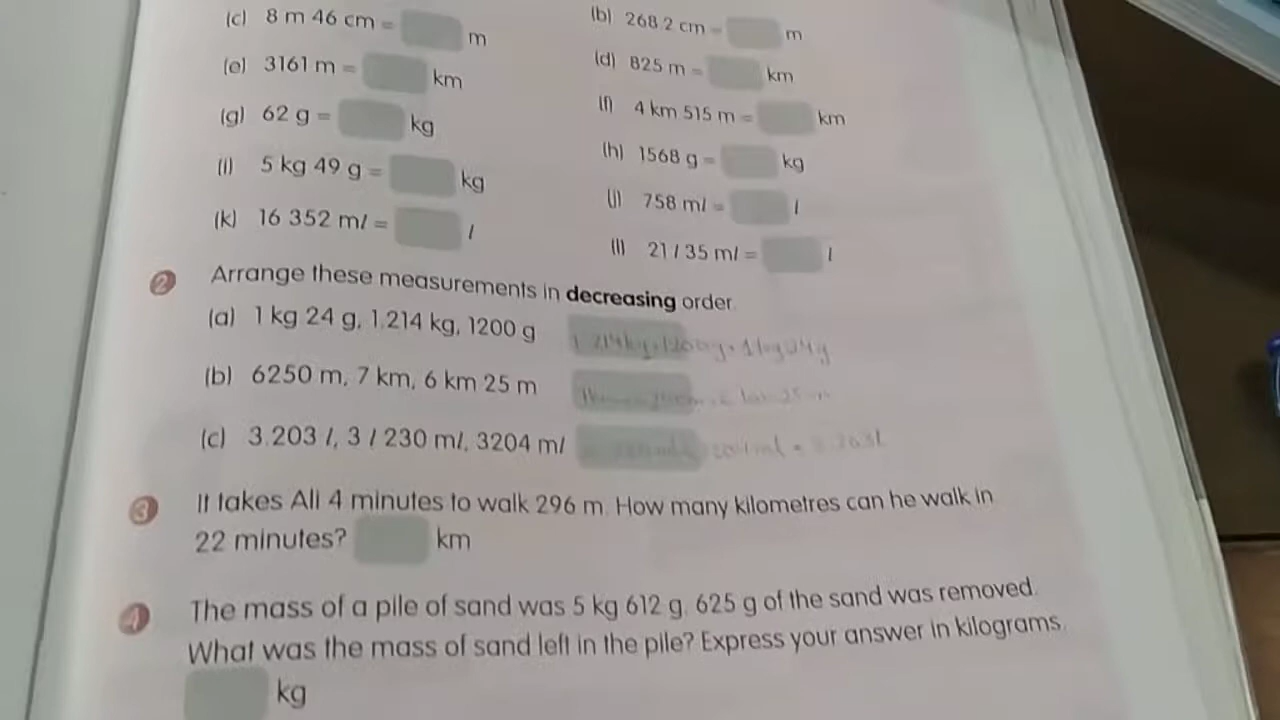 (c) 8 m 46 cm = m
(b) 268.2 cm = m
(e) 3161 m = km
(d) 825 m = km
(g) 62 g = kg
(f) 4 km 515 m = km
(i) 5 kg 49 g = kg
(h) 1568 g = kg
(k) 16 352 ml = l
(j) 758 ml = l
(l) 21 l 35 ml = l
2 Arrange these measurements in decreasing order.
(a) 1 kg 24 g, 1.214 kg, 1200 g 1.214kg, 1200g, 1kg24g
(b) 6250 m, 7 km, 6 km 25 m
(c) 3.203 l, 3 l 230 ml, 3204 ml
3 It takes Ali 4 minutes to walk 296 m. How many kilometres can he walk in
22 minutes? km
4 The mass of a pile of sand was 5 kg 612 g. 625 g of the sand was removed.
What was the mass of sand left in the pile? Express your answer in kilograms.
kg